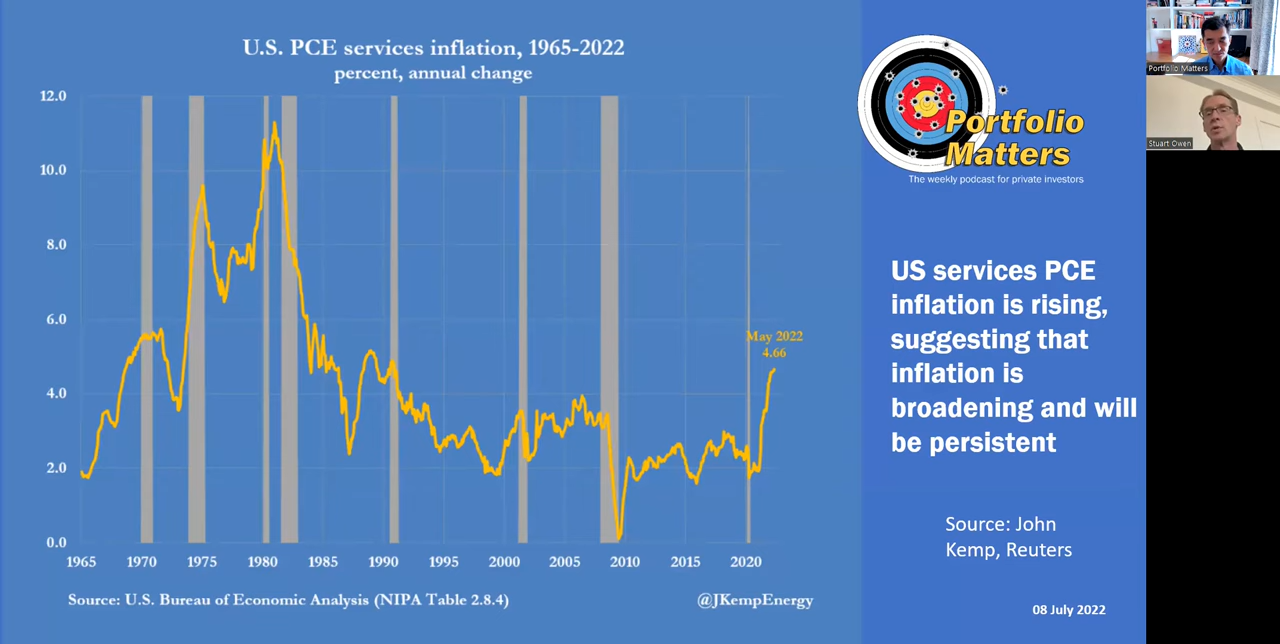 U.S. PCE services inflation, 1965-2022
percent, annual change
12.0
10.0
8.0
6.0
4.0
2.0
0.0
May 2022
4.66
1965 1970 1975 1980 1985 1990 1995 2000 2005 2010 2015 2020
Source: U.S. Bureau of Economic Analysis (NIPA Table 2.8.4)
@JKempEnergy
Portfolio
Matters
The weekly podcast for private investors
US services PCE
inflation is rising,
suggesting that
inflation is
broadening and will
be persistent
Source: John
Kemp, Reuters
08 July 2022
Portfolio Matters
Stuart Owen